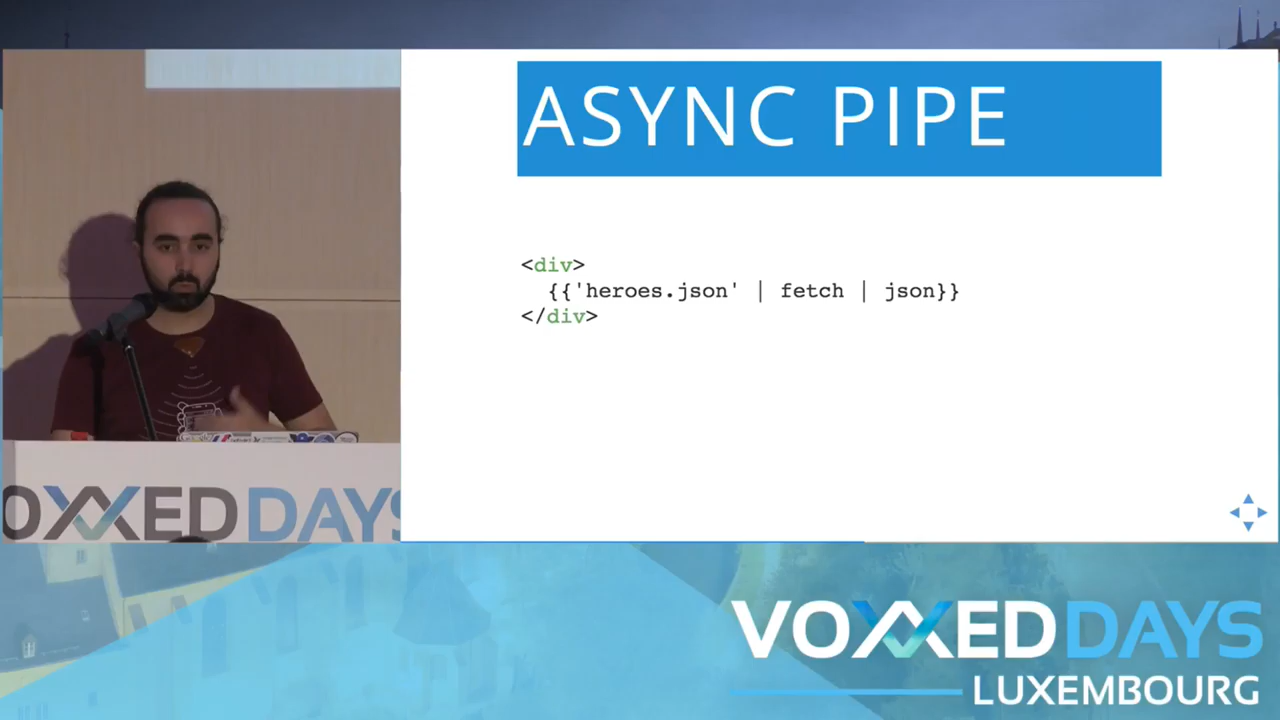 ASYNC PIPE
<div>
{{'heroes.json' | fetch | json}}
</div>
VOXXED DAYS
VOXXED DAYS
LUXEMBOURG